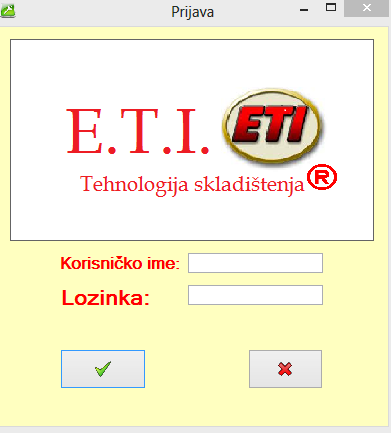 Prijava
E.T.I. ETI
Tehnologija skladištenja®
Korisničko ime:
Lozinka: